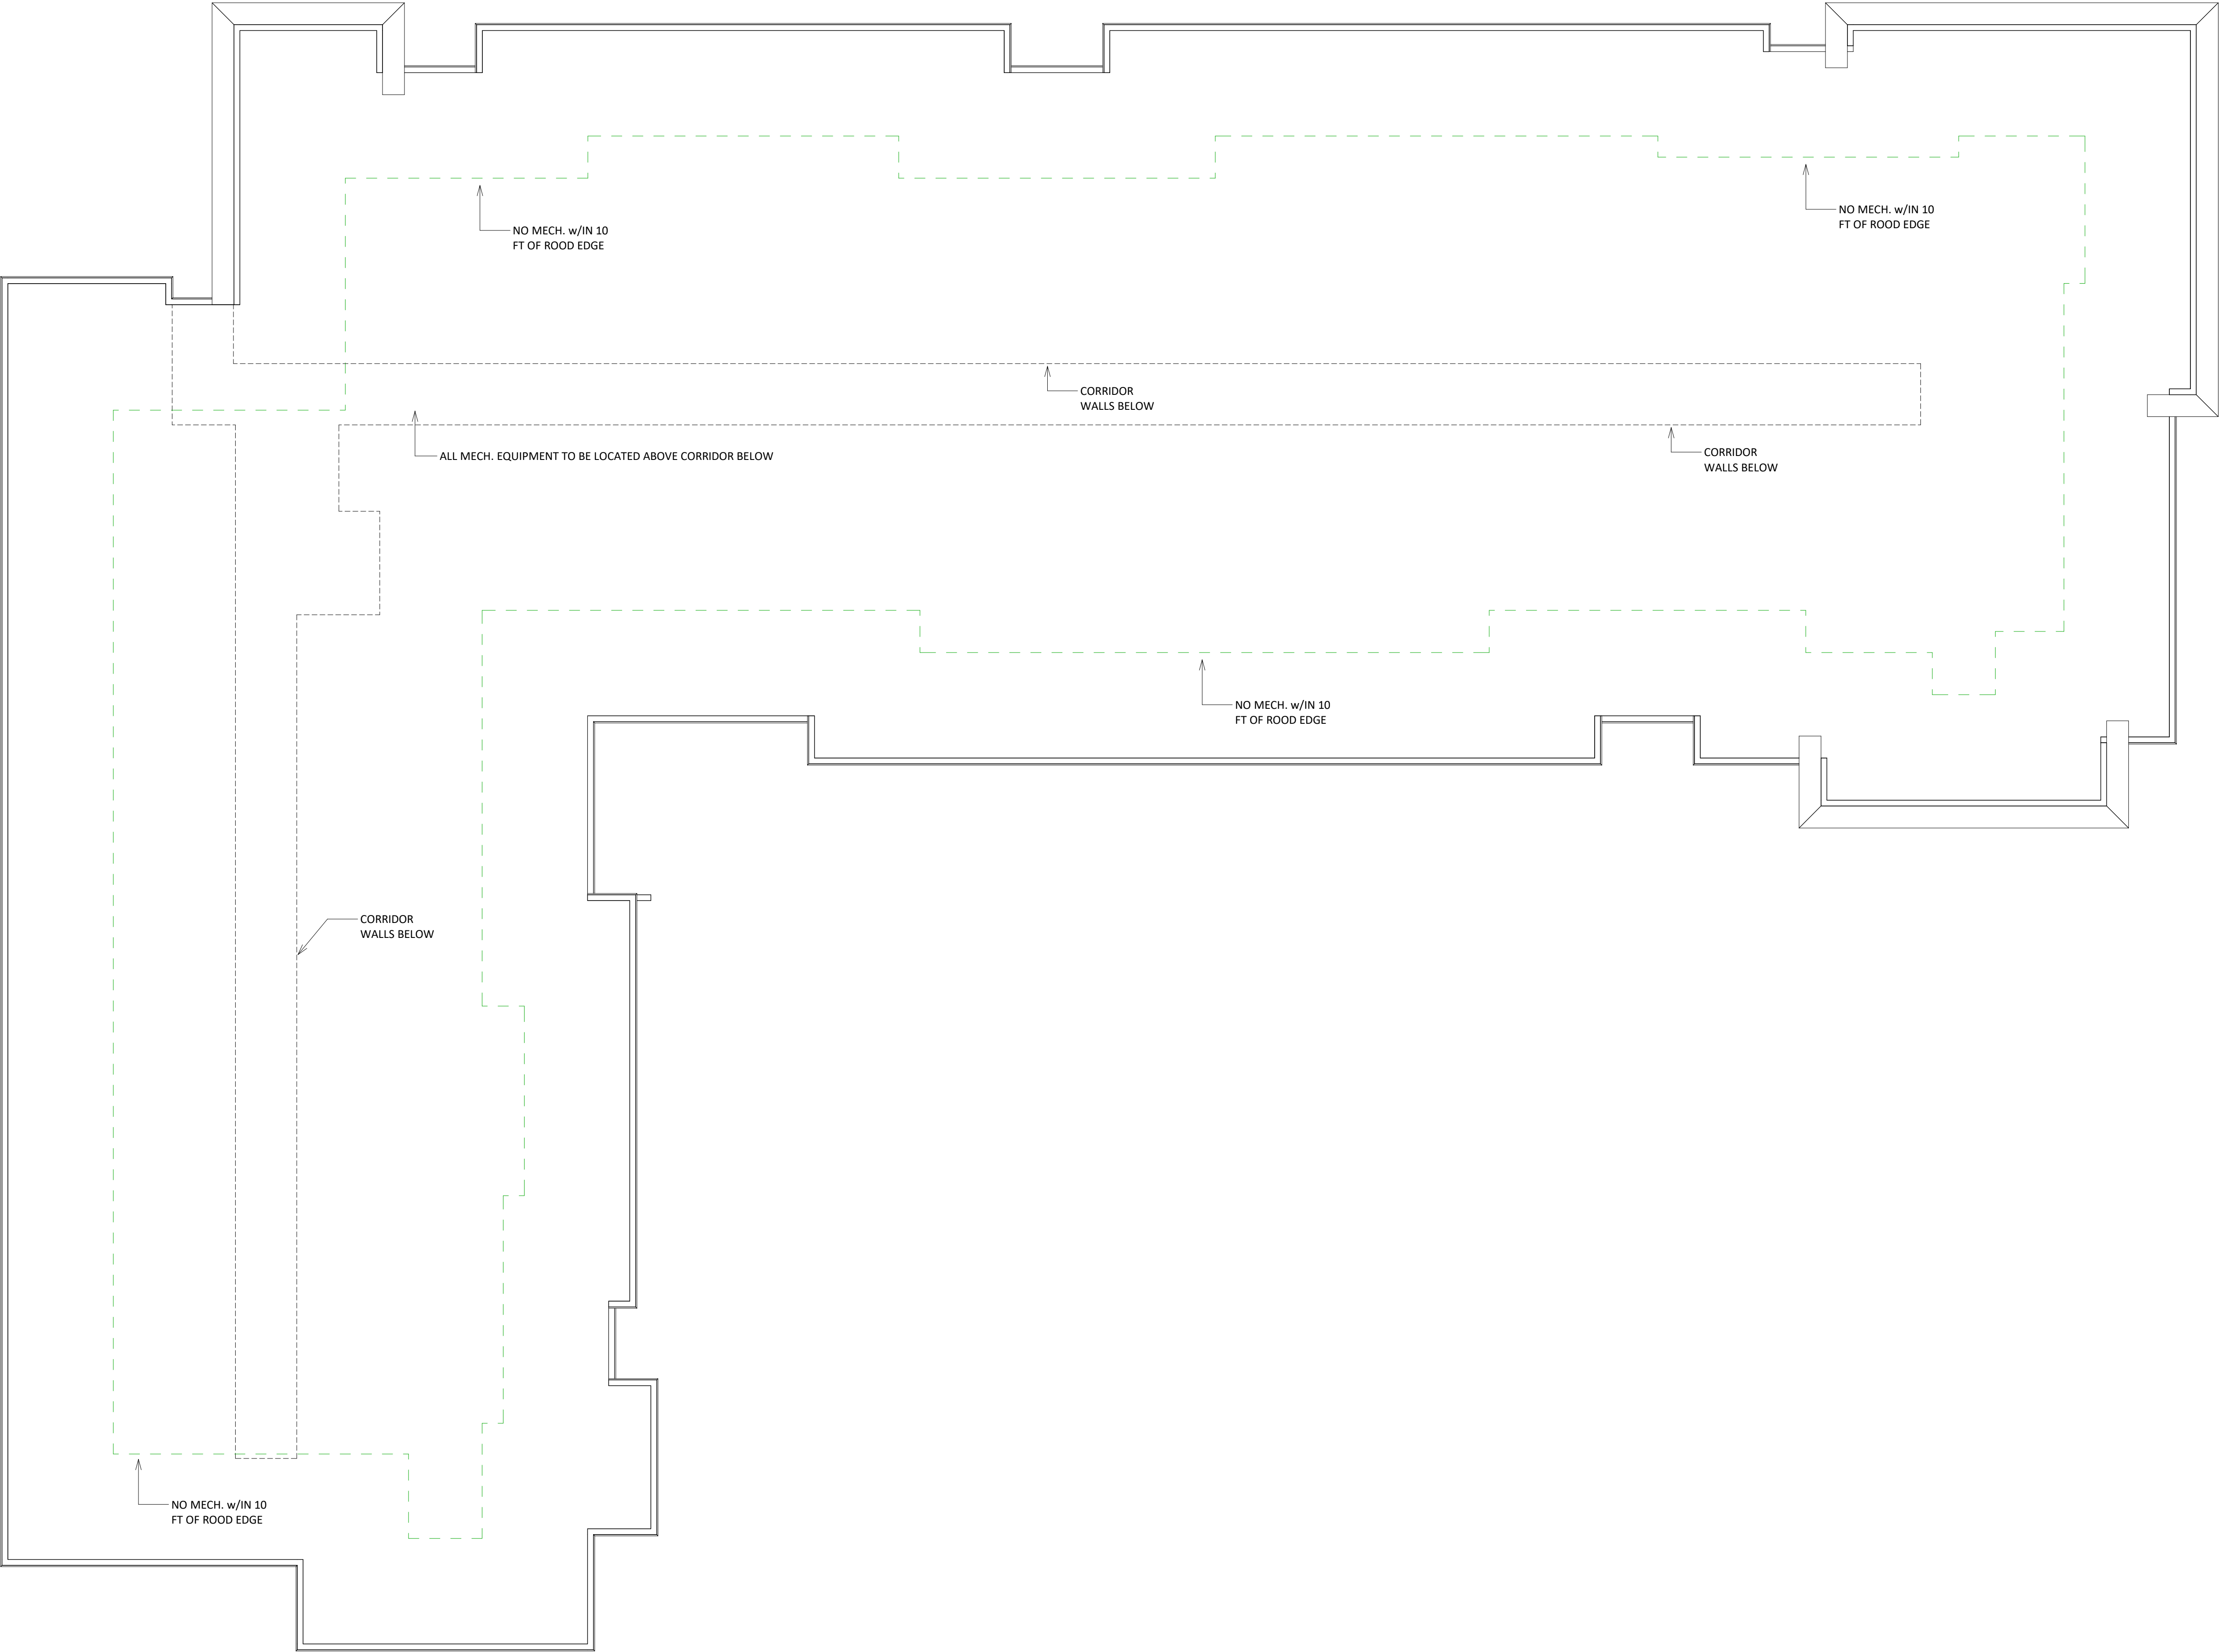 NO MECH. w/IN 10
FT OF ROOD EDGE
NO MECH. w/IN 10
FT OF ROOD EDGE
CORRIDOR
WALLS BELOW
ALL MECH. EQUIPMENT TO BE LOCATED ABOVE CORRIDOR BELOW
CORRIDOR
WALLS BELOW
NO MECH. w/IN 10
FT OF ROOD EDGE
CORRIDOR
WALLS BELOW
NO MECH. w/IN 10
FT OF ROOD EDGE